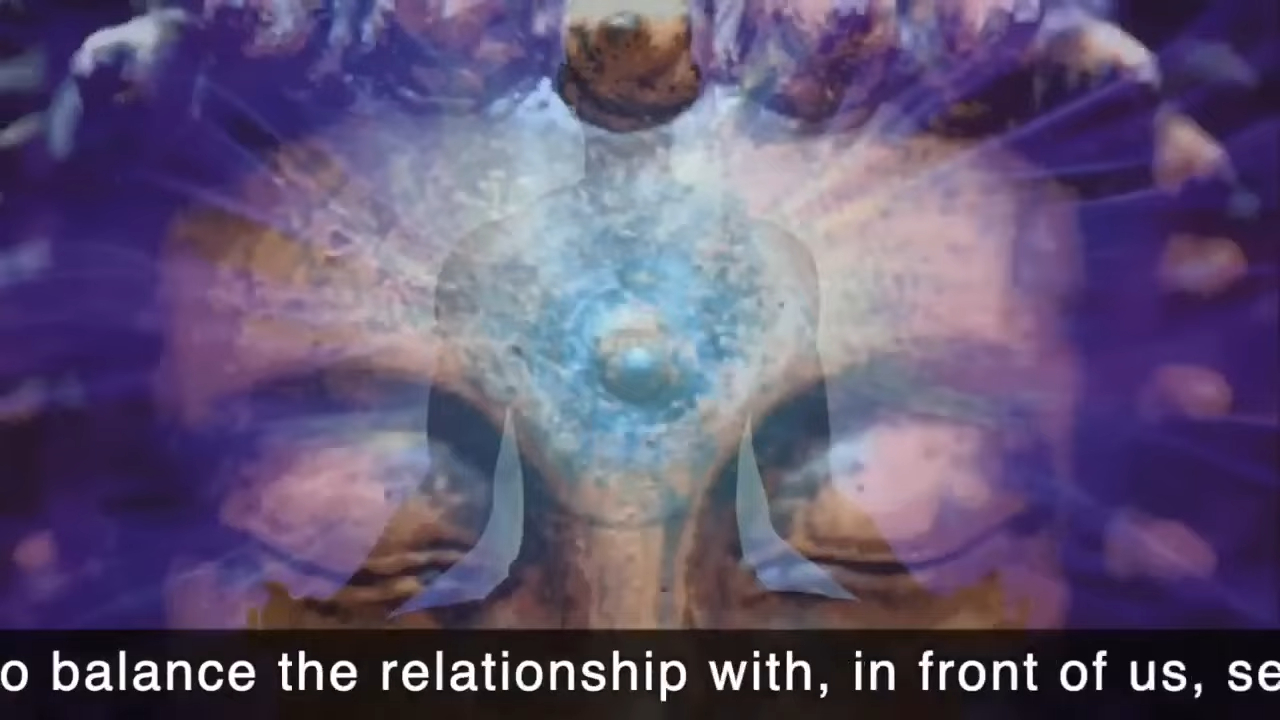 o balance the relationship with, in front of us, se